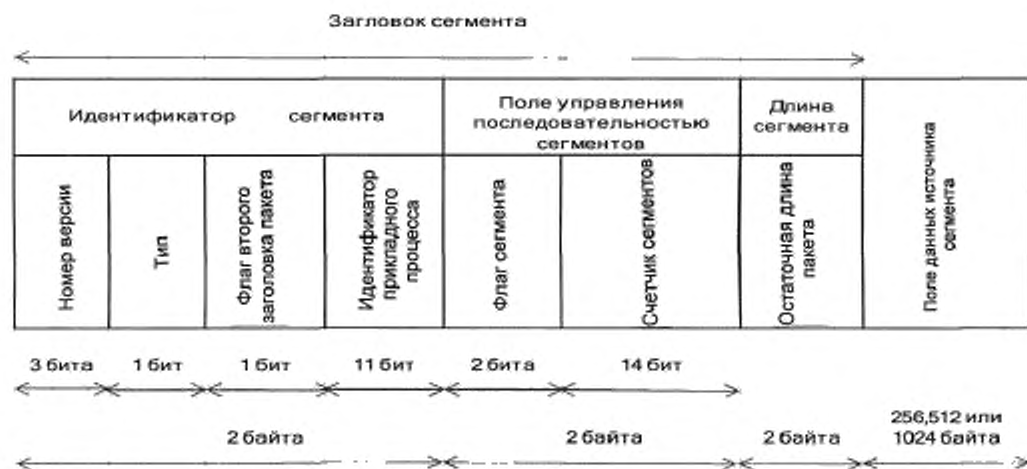 Загловок сегмента
Идентификатор сегмента
Поле управления
последовательностью
сегментов
Длина
сегмента
Номер версии
Тип
Флаг второго
заголовка пакета
Идентификатор
прикладного
процесса
Флаг сегмента
Счетчик сегментов
Остаточная длина
пакета
Поле данных источника
сегмента
3 бита
1 бит
1 бит
11 бит
2 бита
14 бит
2 байта
2 байта
2 байта
256,512 или
1024 байта